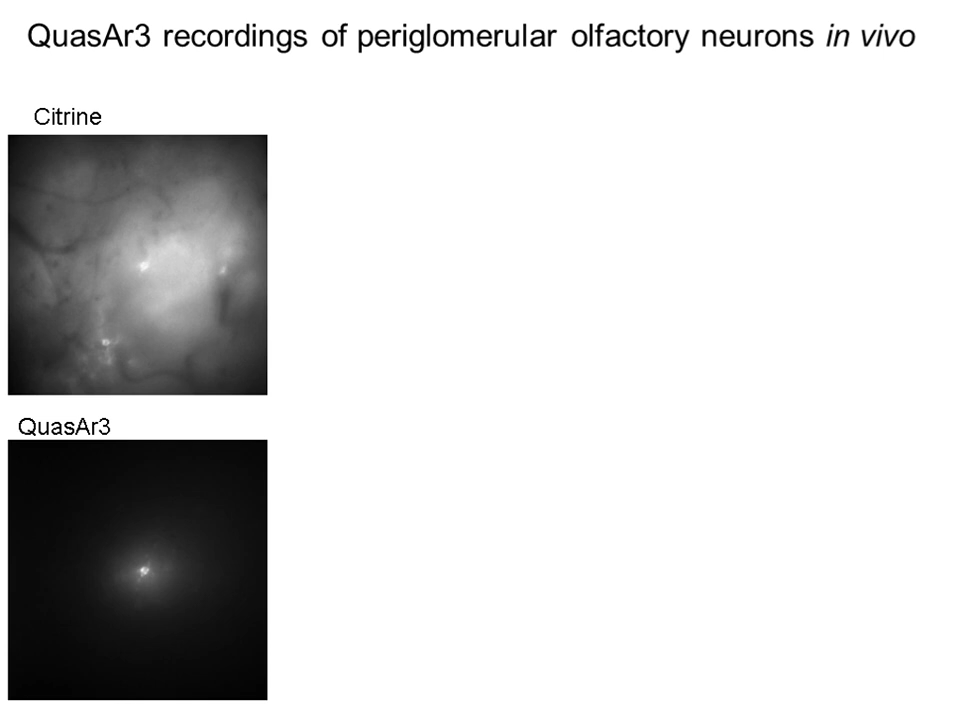 QuasAr3 recordings of periglomerular olfactory neurons in vivo
Citrine
QuasAr3